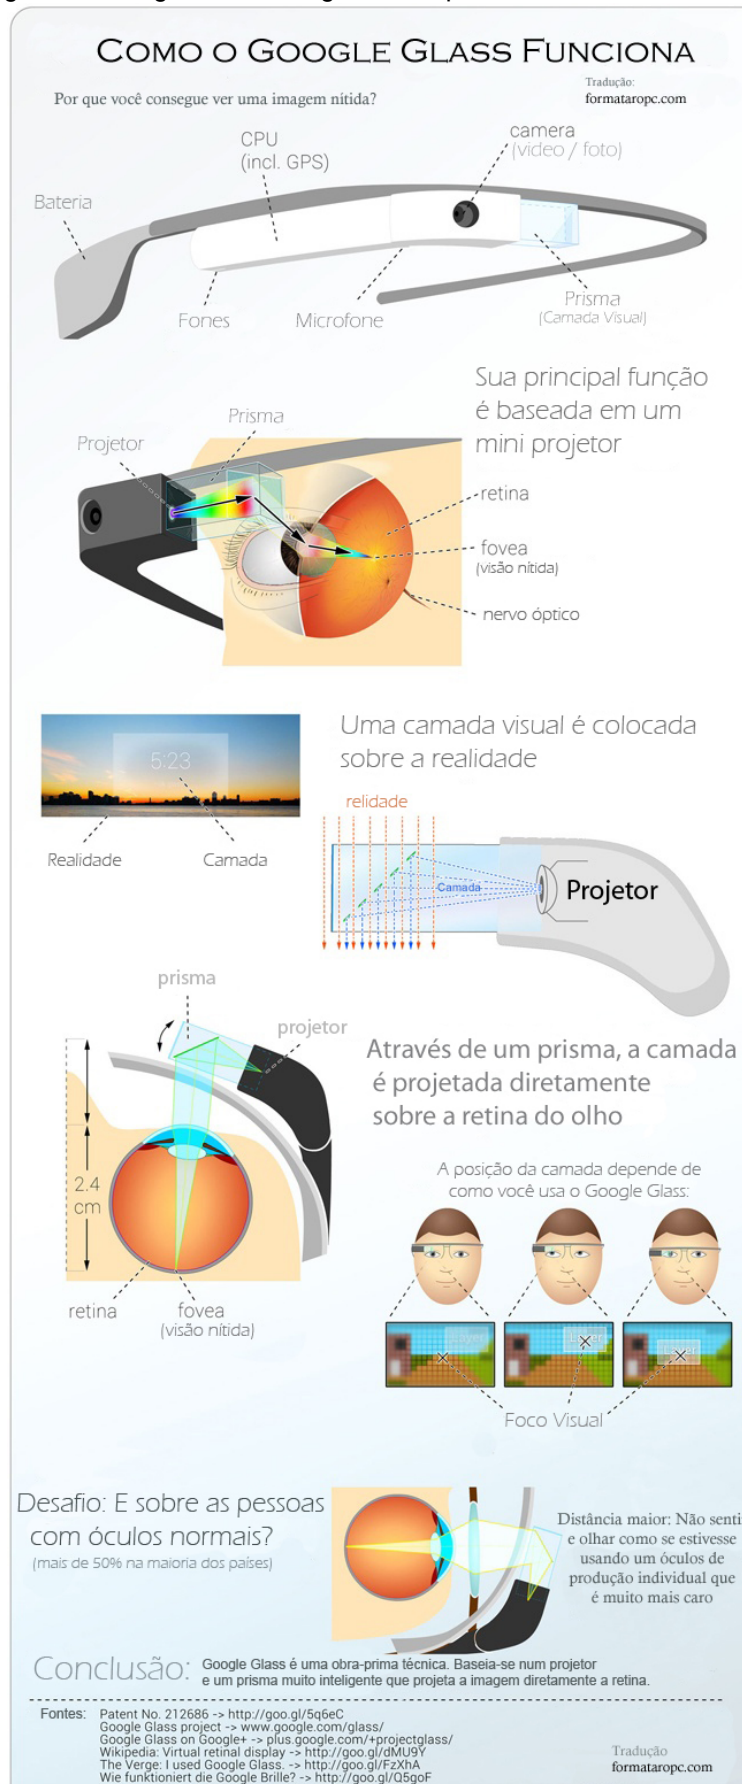 COMO O GOOGLE GLASS FUNCIONA
Por que você consegue ver uma imagem nítida?
Tradução:
formataropc.com
CPU
(incl. GPS)
camera
(video / foto)
Bateria
Fones
Microfone
Prisma
(Camada Visual)
Sua principal função
é baseada em um
mini projetor
Prisma
Projetor
retina
fovea
(visão nítida)
nervo óptico
5:23
Realidade
Camada
Uma camada visual é colocada
sobre a realidade
relidade
Camada
Projetor
prisma
projetor
2.4
cm
retina
fovea
(visão nítida)
Através de um prisma, a camada
é projetada diretamente
sobre a retina do olho
A posição da camada depende de
como você usa o Google Glass:
Foco Visual
Desafio: E sobre as pessoas
com óculos normais?
(mais de 50% na maioria dos países)
Distância maior: Não senti
e olhar como se estivesse
usando um óculos de
produção individual que
é muito mais caro
Conclusão:
Google Glass é uma obra-prima técnica. Baseia-se num projetor
e um prisma muito inteligente que projeta a imagem diretamente a retina.
Fontes:
Patent No. 212686 -> http://goo.gl/5q6eC
Google Glass project -> www.google.com/glass/
Google Glass on Google+ -> plus.google.com/+projectglass/
Wikipedia: Virtual retinal display -> http://goo.gl/dMU9Y
The Verge: I used Google Glass. -> http://goo.gl/FzXhA
Wie funktioniert die Google Brille? -> http://goo.gl/Q5goF
Tradução
formataropc.com